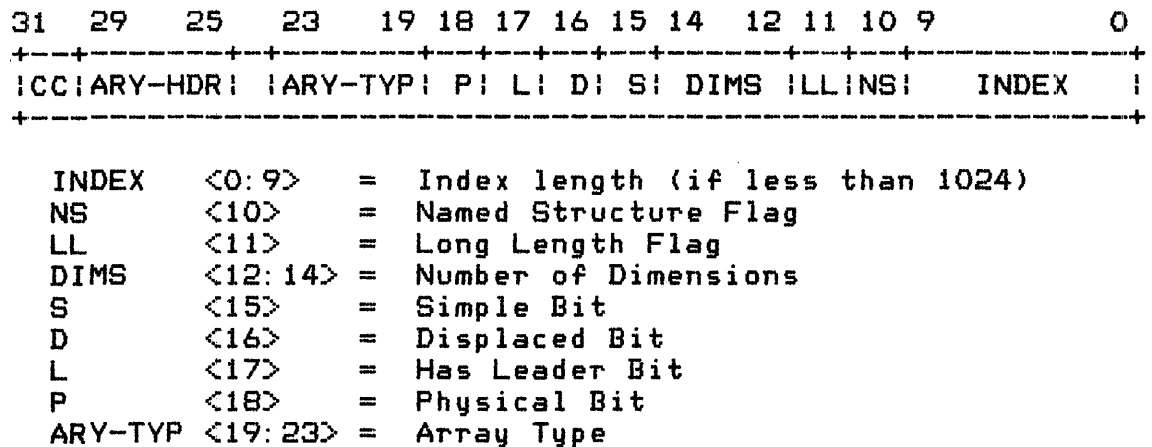 31 29 25 23 19 18 17 16 15 14 12 11 10 9 0
+--+--------+-+--------+--+--+--+--+-------+--+--+---------------+
|CC|ARY-HDR| |ARY-TYP| P| L| D| S| DIMS |LL|NS| INDEX |
+----------------------------------------------------------------+
INDEX <0:9> = Index length (if less than 1024)
NS <10> = Named Structure Flag
LL <11> = Long Length Flag
DIMS <12:14> = Number of Dimensions
S <15> = Simple Bit
D <16> = Displaced Bit
L <17> = Has Leader Bit
P <18> = Physical Bit
ARY-TYP <19:23> = Array Type